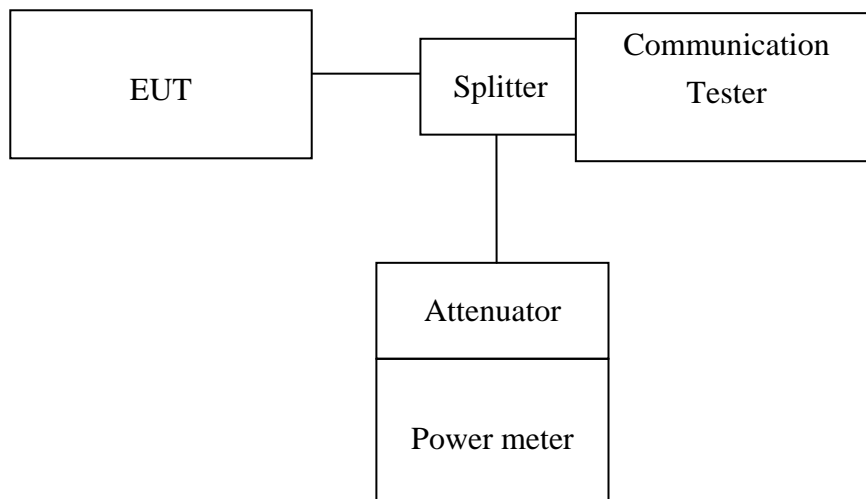 EUT
Splitter
Communication
Tester
Attenuator
Power meter